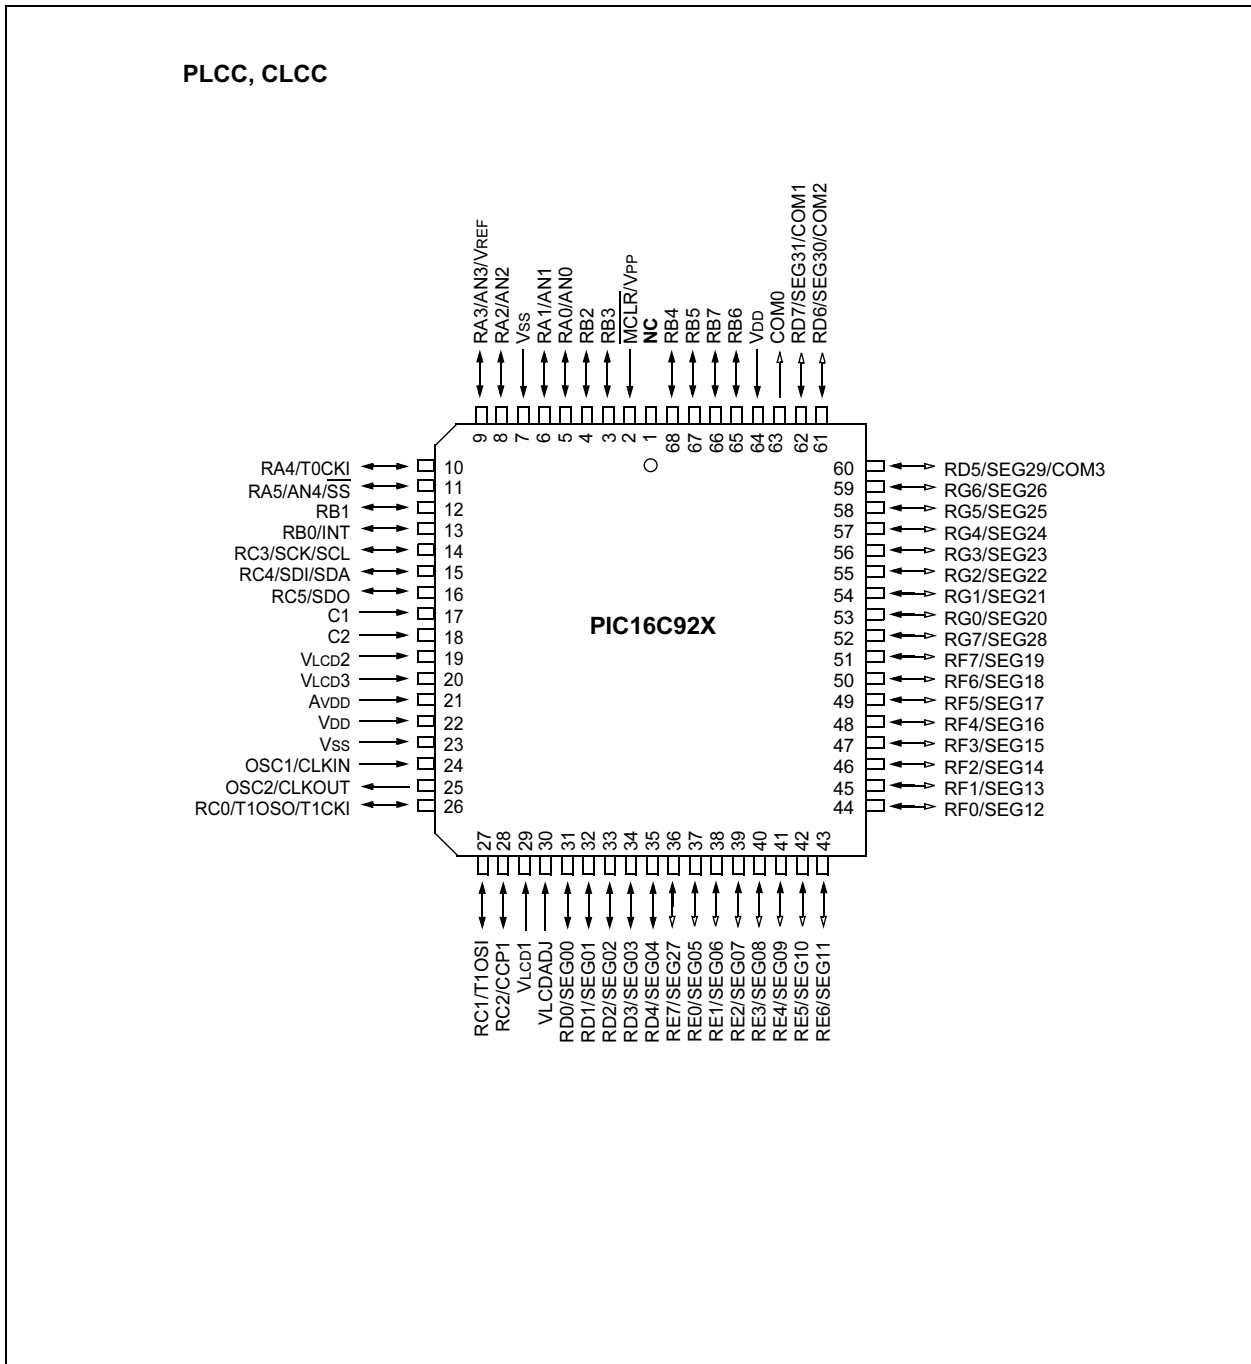 PLCC, CLCC
RA3/AN3/VREF
RA2/AN2
VSS
RA1/AN1
RA0/AN0
RB2
RB3
MCLR/VPP
NC
RB4
RB5
RB7
RB6
VDD
COM0
RD7/SEG31/COM1
RD6/SEG30/COM2
9
8
7
6
5
4
3
2
1
68
67
66
65
64
63
62
61
RA4/T0CKI 10
RA5/AN4/SS 11
RB1 12
RB0/INT 13
RC3/SCK/SCL 14
RC4/SDI/SDA 15
RC5/SDO 16
C1 17
C2 18
VLCD2 19
VLCD3 20
AVDD 21
VDD 22
VSS 23
OSC1/CLKIN 24
OSC2/CLKOUT 25
RC0/T1OSO/T1CKI 26
PIC16C92X
60 RD5/SEG29/COM3
59 RG6/SEG26
58 RG5/SEG25
57 RG4/SEG24
56 RG3/SEG23
55 RG2/SEG22
54 RG1/SEG21
53 RG0/SEG20
52 RG7/SEG28
51 RF7/SEG19
50 RF6/SEG18
49 RF5/SEG17
48 RF4/SEG16
47 RF3/SEG15
46 RF2/SEG14
45 RF1/SEG13
44 RF0/SEG12
27
28
29
30
31
32
33
34
35
36
37
38
39
40
41
42
43
RC1/T1OSI
RC2/CCP1
VLCD1
VLCDADJ
RD0/SEG00
RD1/SEG01
RD2/SEG02
RD3/SEG03
RD4/SEG04
RE7/SEG27
RE0/SEG05
RE1/SEG06
RE2/SEG07
RE3/SEG08
RE4/SEG09
RE5/SEG10
RE6/SEG11